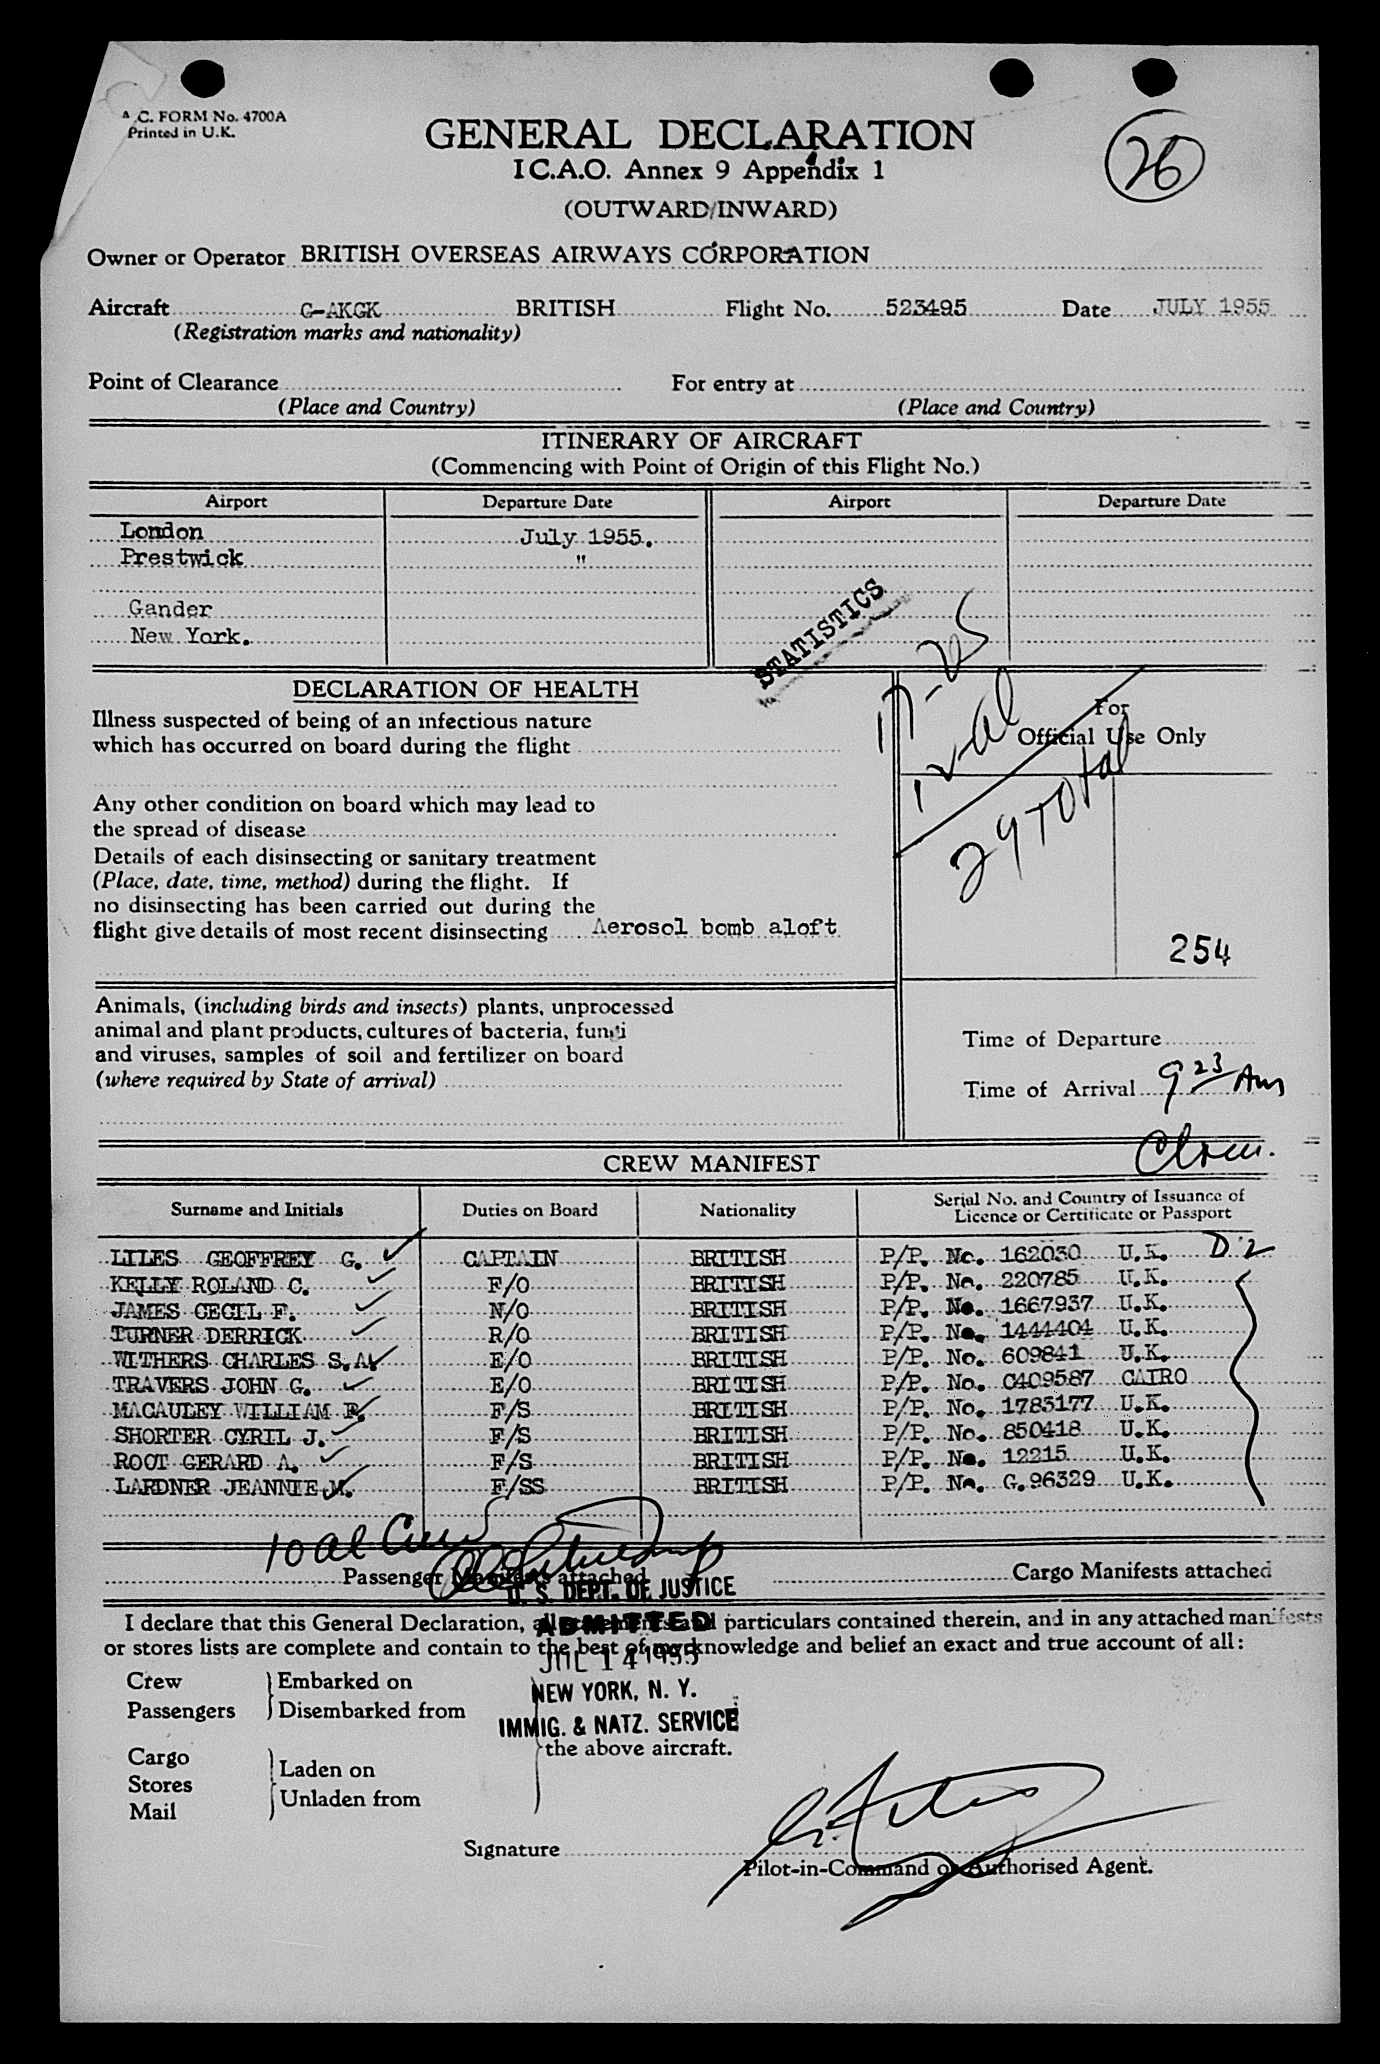 A.C. FORM No. 4700A
Printed in U.K.
GENERAL DECLARATION
I C.A.O. Annex 9 Appendix 1
(OUTWARD/INWARD)
26
Owner or Operator BRITISH OVERSEAS AIRWAYS CORPORATION
Aircraft G-AKGK BRITISH Flight No. 523495 Date JULY 1955
(Registration marks and nationality)
Point of Clearance For entry at
(Place and Country) (Place and Country)
ITINERARY OF AIRCRAFT
(Commencing with Point of Origin of this Flight No.)
Airport Departure Date Airport Departure Date
London July 1955.
Prestwick "
Gander
New York.
STATISTICS
DECLARATION OF HEALTH
Illness suspected of being of an infectious nature
which has occurred on board during the flight
For
Official Use Only
29 Total
Any other condition on board which may lead to
the spread of disease
Details of each disinsecting or sanitary treatment
(Place, date, time, method) during the flight. If
no disinsecting has been carried out during the
flight give details of most recent disinsecting Aerosol bomb aloft
254
Animals, (including birds and insects) plants, unprocessed
animal and plant products, cultures of bacteria, fungi
and viruses, samples of soil and fertilizer on board
(where required by State of arrival)
Time of Departure
Time of Arrival 9 23 Am
CREW MANIFEST
Surname and Initials Duties on Board Nationality Serial No. and Country of Issuance of
Licence or Certificate or Passport
LILES GEOFFREY G. CAPTAIN BRITISH P/P. No. 162030 U.K. D 2
KELLY ROLAND C. F/O BRITISH P/P. No. 220785 U.K.
JAMES CECIL F. N/O BRITISH P/P. No. 1667937 U.K.
TURNER DERRICK R/O BRITISH P/P. No. 1444404 U.K.
WITHERS CHARLES S.A. E/O BRITISH P/P. No. 609841 U.K.
TRAVERS JOHN G. E/O BRITISH P/P. No. C409587 CAIRO
MACAULEY WILLIAM R. F/S BRITISH P/P. No. 1783177 U.K.
SHORTER CYRIL J. F/S BRITISH P/P. No. 850418 U.K.
ROOT GERARD A. F/S BRITISH P/P. No. 12215 U.K.
LARDNER JEANNIE M. F/SS BRITISH P/P. No. G.96329 U.K.
10 al Crew
Passenger Manifests attached Cargo Manifests attached
U. S. DEPT. OF JUSTICE
I declare that this General Declaration, all statements and particulars contained therein, and in any attached manifests
ADMITTED
or stores lists are complete and contain to the best of my knowledge and belief an exact and true account of all:
JUL 14 1955
NEW YORK, N. Y.
IMMIG. & NATZ. SERVICE
Crew Embarked on
Passengers Disembarked from
the above aircraft.
Cargo
Stores Laden on
Mail Unladen from
Signature
Pilot-in-Command or Authorised Agent.